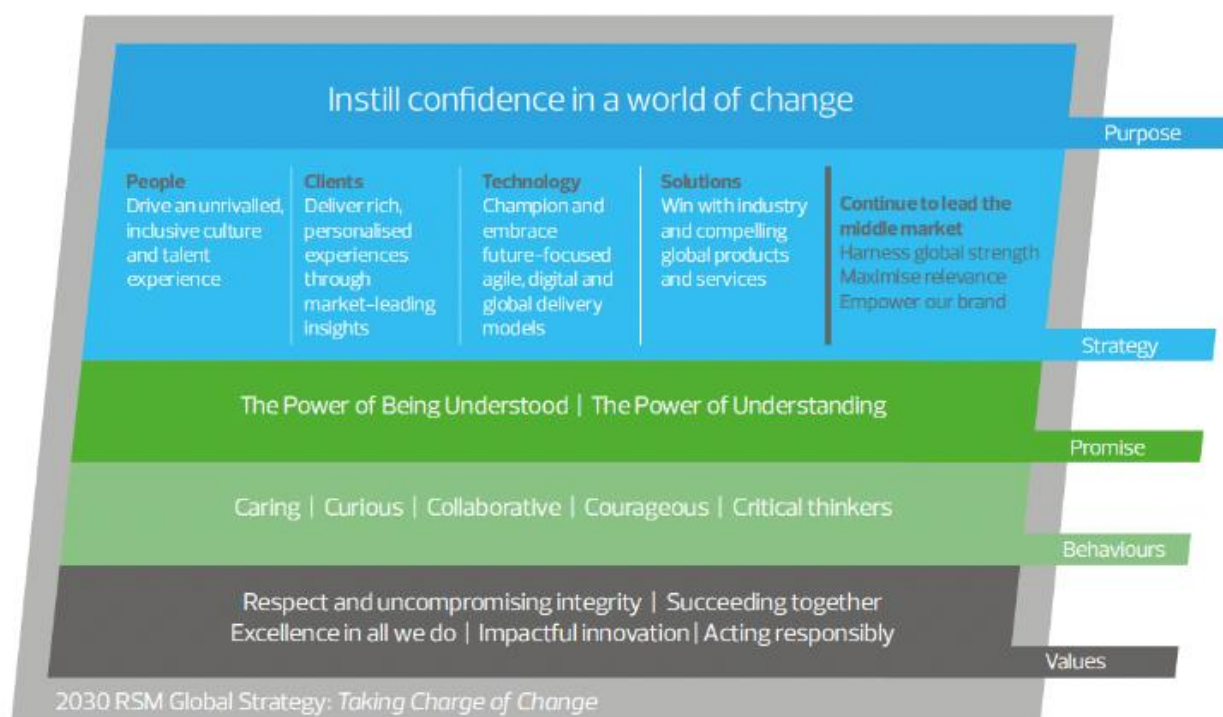 Instill confidence in a world of change
Purpose
People
Drive an unrivalled,
inclusive culture
and talent
experience
Clients
Deliver rich,
personalised
experiences
through
market-leading
insights
Technology
Champion and
embrace
future-focused
agile, digital and
global delivery
models
Solutions
Win with industry
and compelling
global products
and services
Continue to lead the
middle market
Harness global strength
Maximise relevance
Empower our brand
Strategy
The Power of Being Understood | The Power of Understanding
Promise
Caring | Curious | Collaborative | Courageous | Critical thinkers
Behaviours
Respect and uncompromising integrity | Succeeding together
Excellence in all we do | Impactful innovation | Acting responsibly
Values
2030 RSM Global Strategy: Taking Charge of Change